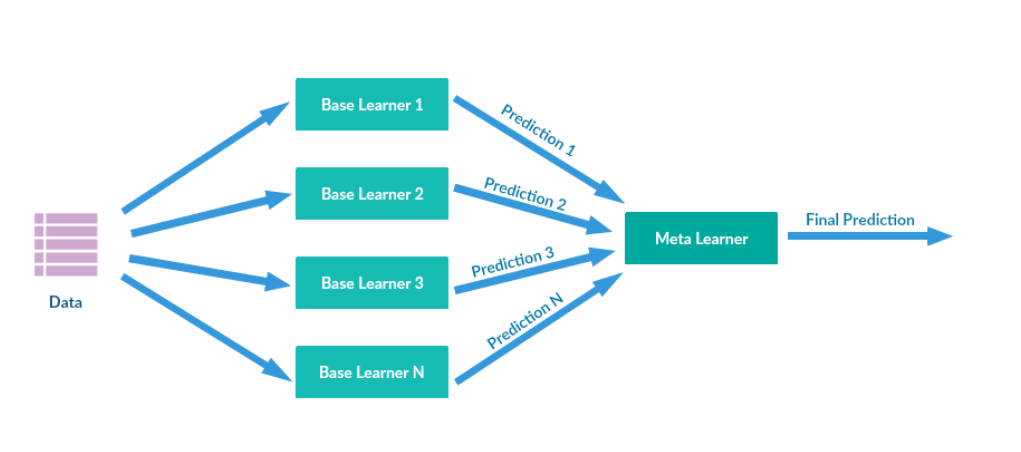 Base Learner 1
Prediction 1
Base Learner 2
Prediction 2
Data
Meta Learner
Final Prediction
Base Learner 3
Prediction 3
Base Learner N
Prediction N